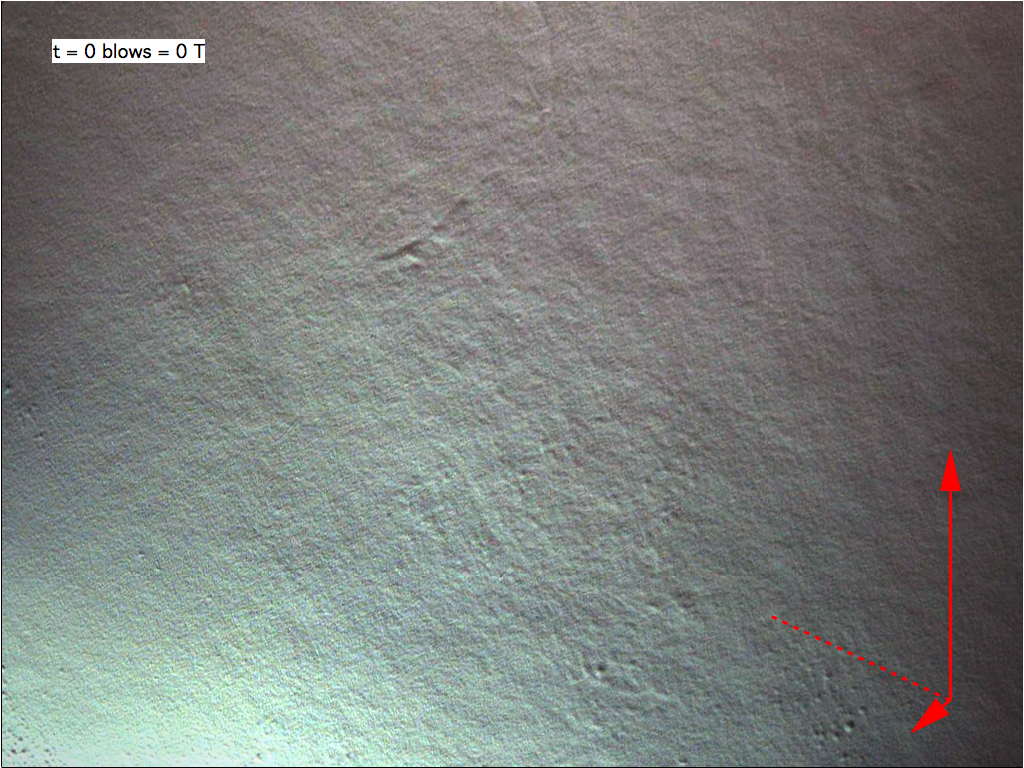 t = 0 blows = 0 T